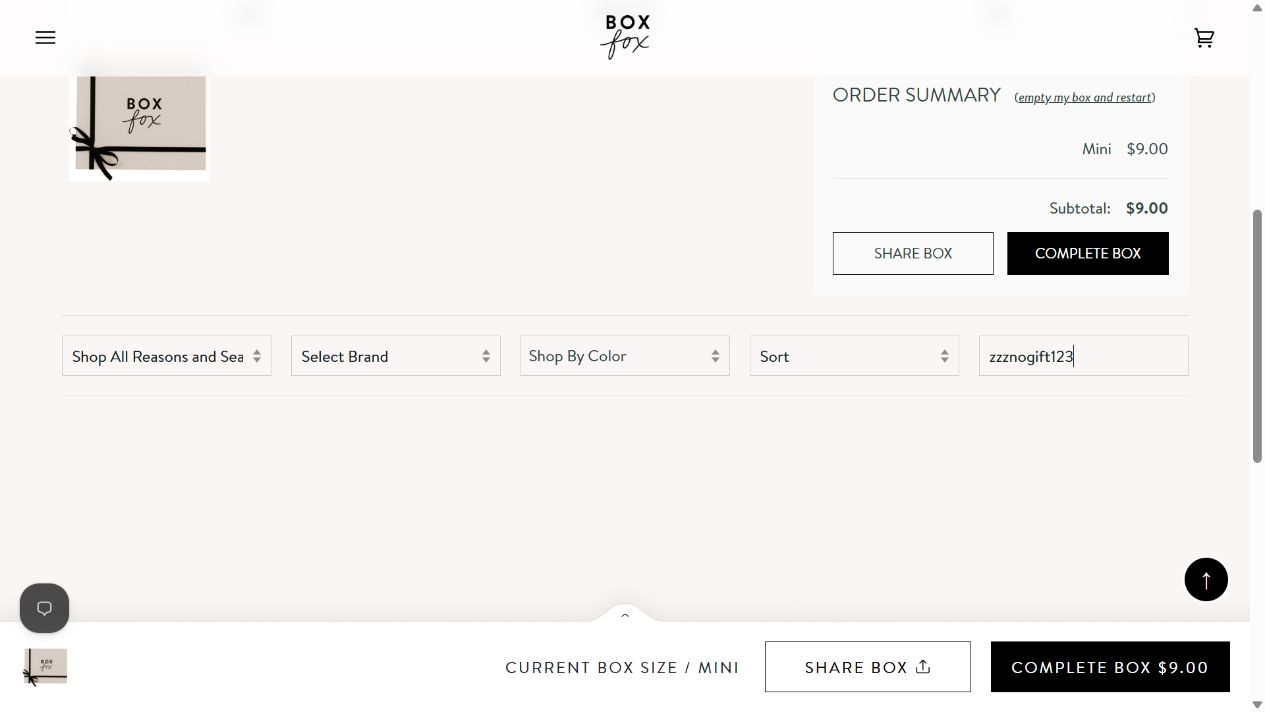 BOX
fox
BOX
fox
ORDER SUMMARY (empty my box and restart)
Mini $9.00
Subtotal: $9.00
SHARE BOX
COMPLETE BOX
Shop All Reasons and Sea
Select Brand
Shop By Color
Sort
zzznogift123
BOX
fox
CURRENT BOX SIZE / MINI
SHARE BOX
COMPLETE BOX $9.00